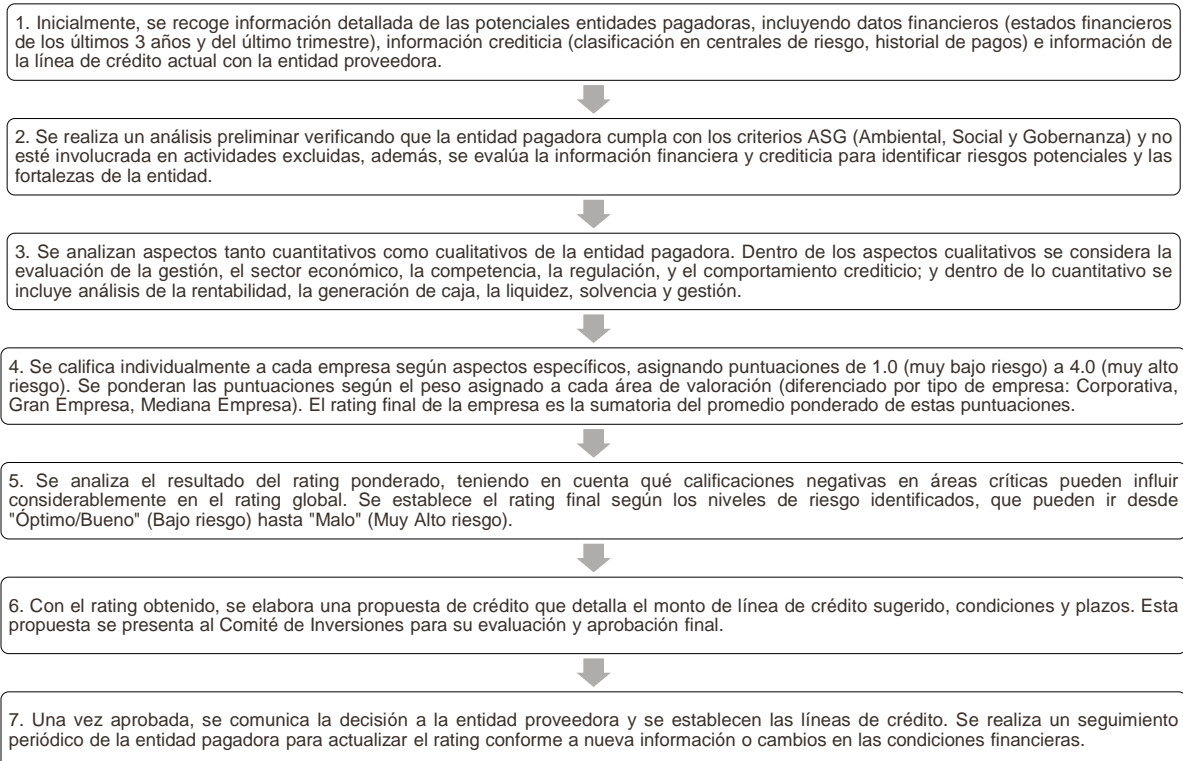 1. Inicialmente, se recoge información detallada de las potenciales entidades pagadoras, incluyendo datos financieros (estados financieros
de los últimos 3 años y del último trimestre), información crediticia (clasificación en centrales de riesgo, historial de pagos) e información de
la línea de crédito actual con la entidad proveedora.
2. Se realiza un análisis preliminar verificando que la entidad pagadora cumpla con los criterios ASG (Ambiental, Social y Gobernanza) y no
esté involucrada en actividades excluidas, además, se evalúa la información financiera y crediticia para identificar riesgos potenciales y las
fortalezas de la entidad.
3. Se analizan aspectos tanto cuantitativos como cualitativos de la entidad pagadora. Dentro de los aspectos cualitativos se considera la
evaluación de la gestión, el sector económico, la competencia, la regulación, y el comportamiento crediticio; y dentro de lo cuantitativo se
incluye análisis de la rentabilidad, la generación de caja, la liquidez, solvencia y gestión.
4. Se califica individualmente a cada empresa según aspectos específicos, asignando puntuaciones de 1.0 (muy bajo riesgo) a 4.0 (muy alto
riesgo). Se ponderan las puntuaciones según el peso asignado a cada área de valoración (diferenciado por tipo de empresa: Corporativa,
Gran Empresa, Mediana Empresa). El rating final de la empresa es la sumatoria del promedio ponderado de estas puntuaciones.
5. Se analiza el resultado del rating ponderado, teniendo en cuenta qué calificaciones negativas en áreas críticas pueden influir
considerablemente en el rating global. Se establece el rating final según los niveles de riesgo identificados, que pueden ir desde
"Óptimo/Bueno" (Bajo riesgo) hasta "Malo" (Muy Alto riesgo).
6. Con el rating obtenido, se elabora una propuesta de crédito que detalla el monto de línea de crédito sugerido, condiciones y plazos. Esta
propuesta se presenta al Comité de Inversiones para su evaluación y aprobación final.
7. Una vez aprobada, se comunica la decisión a la entidad proveedora y se establecen las líneas de crédito. Se realiza un seguimiento
periódico de la entidad pagadora para actualizar el rating conforme a nueva información o cambios en las condiciones financieras.